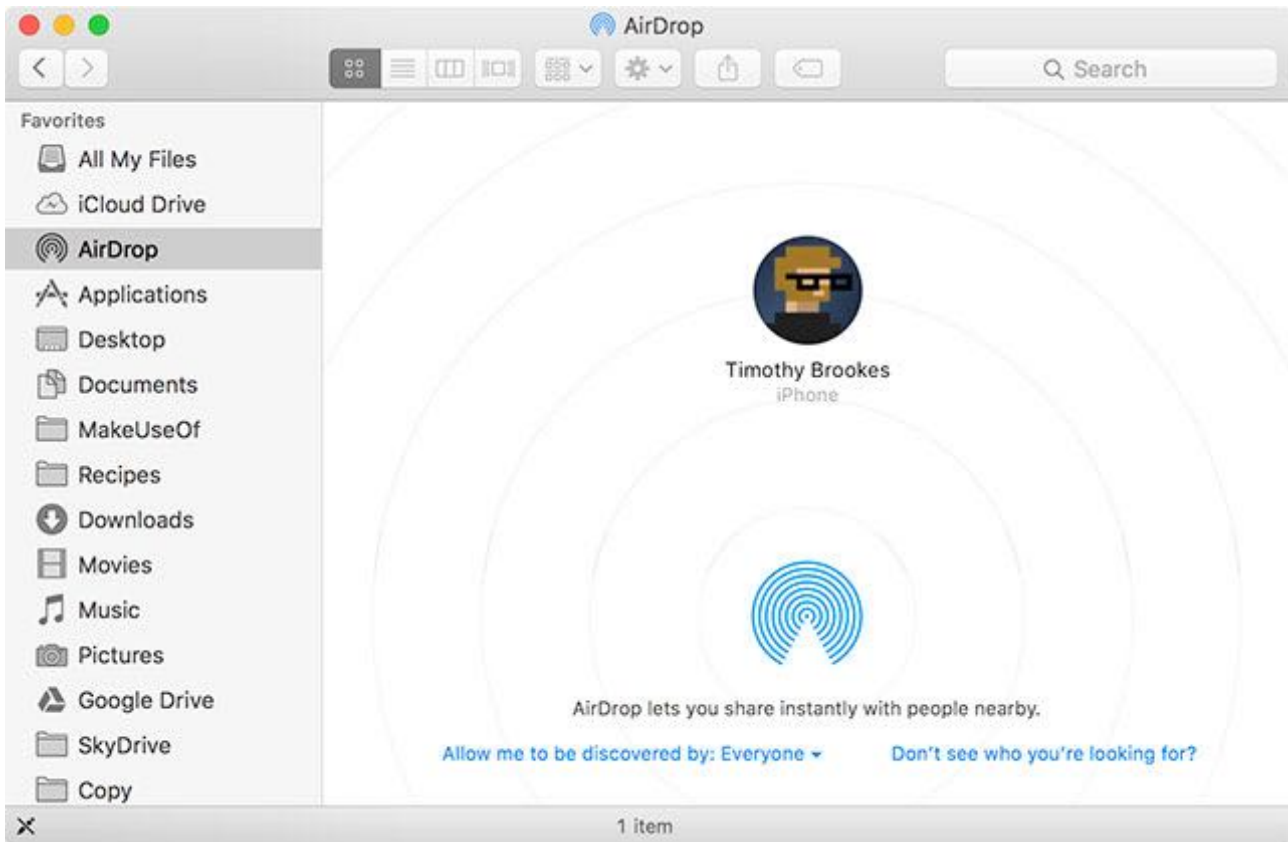 AirDrop
Search
Favorites
All My Files
iCloud Drive
AirDrop
Applications
Desktop
Documents
MakeUseOf
Recipes
Downloads
Movies
Music
Pictures
Google Drive
SkyDrive
Copy
Timothy Brookes
iPhone
AirDrop lets you share instantly with people nearby.
Allow me to be discovered by: Everyone
Don't see who you're looking for?
1 item